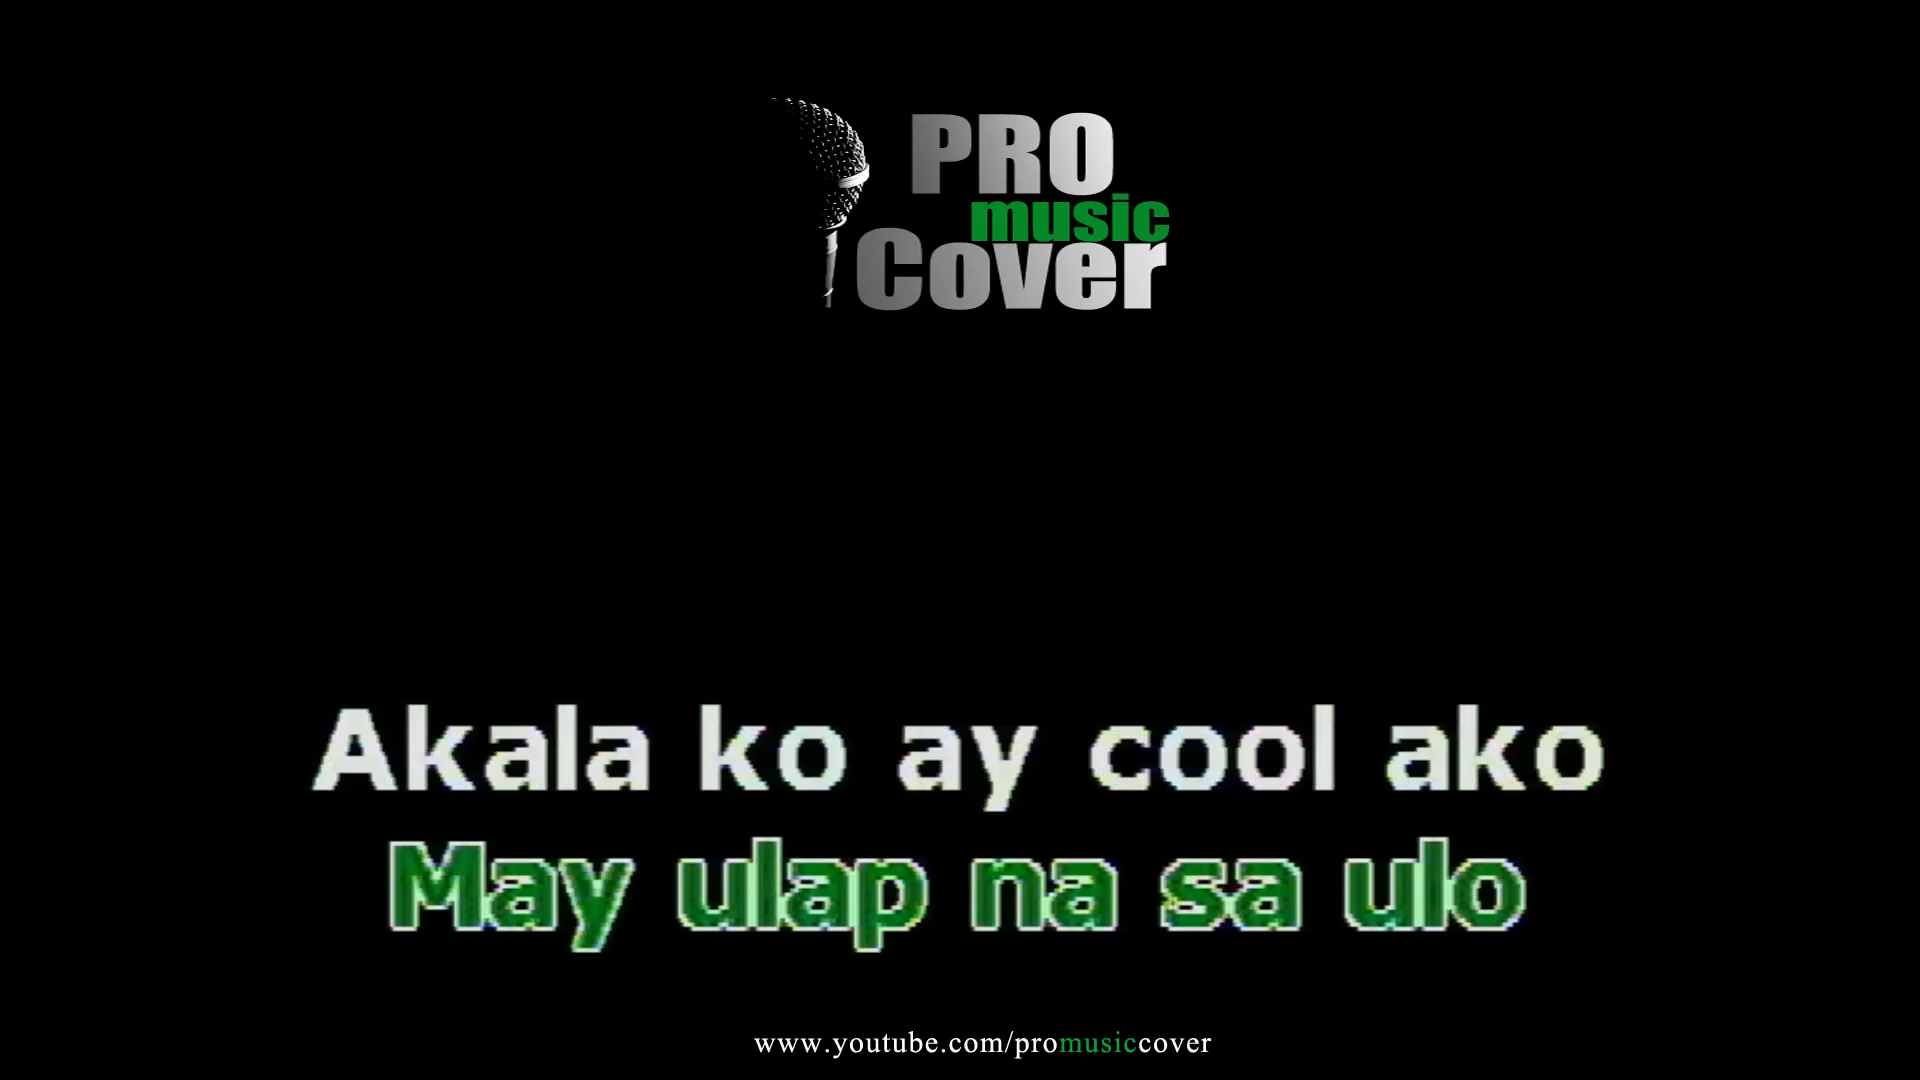 PRO
music
Cover
Akala ko ay cool ako
May ulap na sa ulo
www.youtube.com/promusiccover